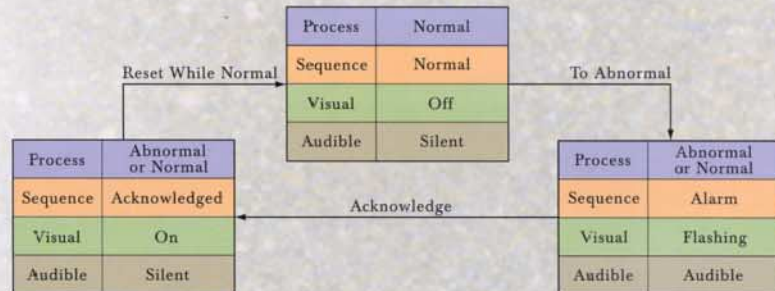 Process Normal
Reset While Normal
Sequence Normal
To Abnormal
Visual Off
Audible Silent
Process Abnormal
or Normal
Sequence Acknowledged
Visual On
Audible Silent
Acknowledge
Process Abnormal
or Normal
Sequence Alarm
Visual Flashing
Audible Audible